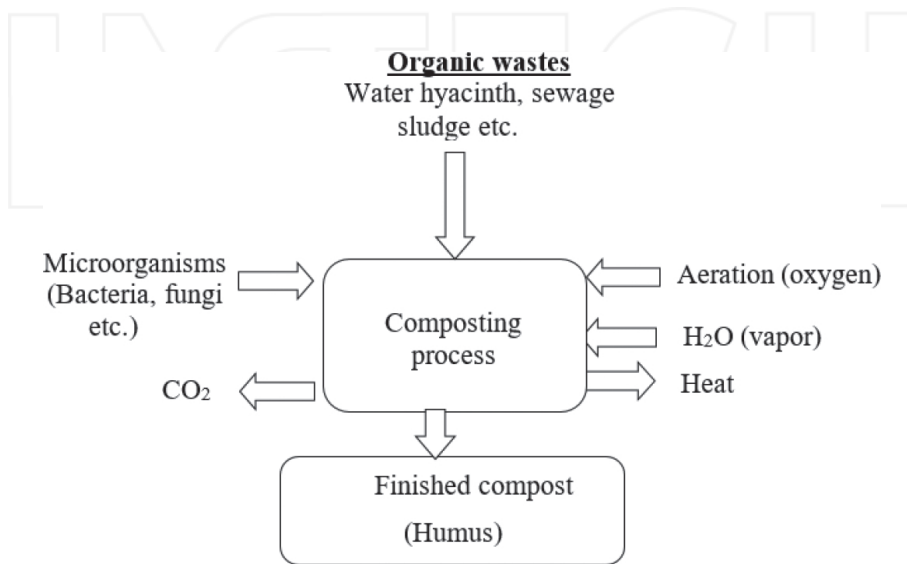 Organic wastes
Water hyacinth, sewage
sludge etc.
Microorganisms
(Bacteria, fungi
etc.)
Aeration (oxygen)
Composting
process
H₂O (vapor)
CO₂
Heat
Finished compost
(Humus)